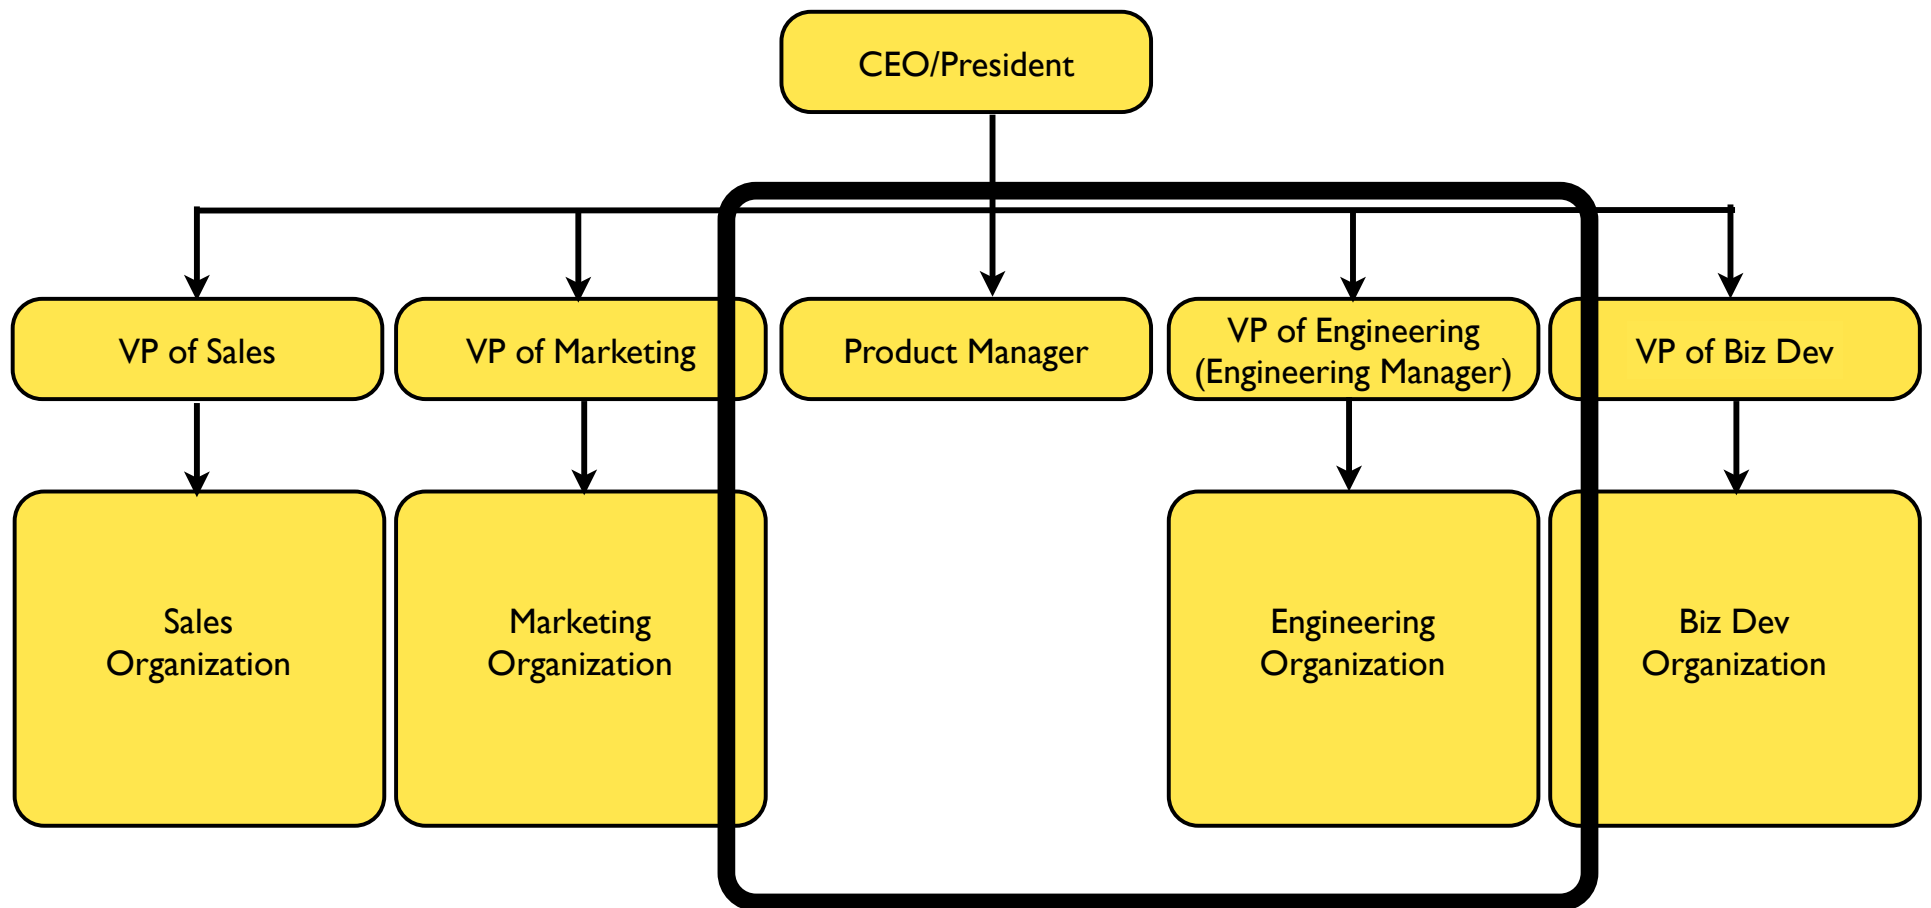 CEO/President
VP of Sales
VP of Marketing
Product Manager
VP of Engineering
(Engineering Manager)
VP of Biz Dev
Sales
Organization
Marketing
Organization
Engineering
Organization
Biz Dev
Organization